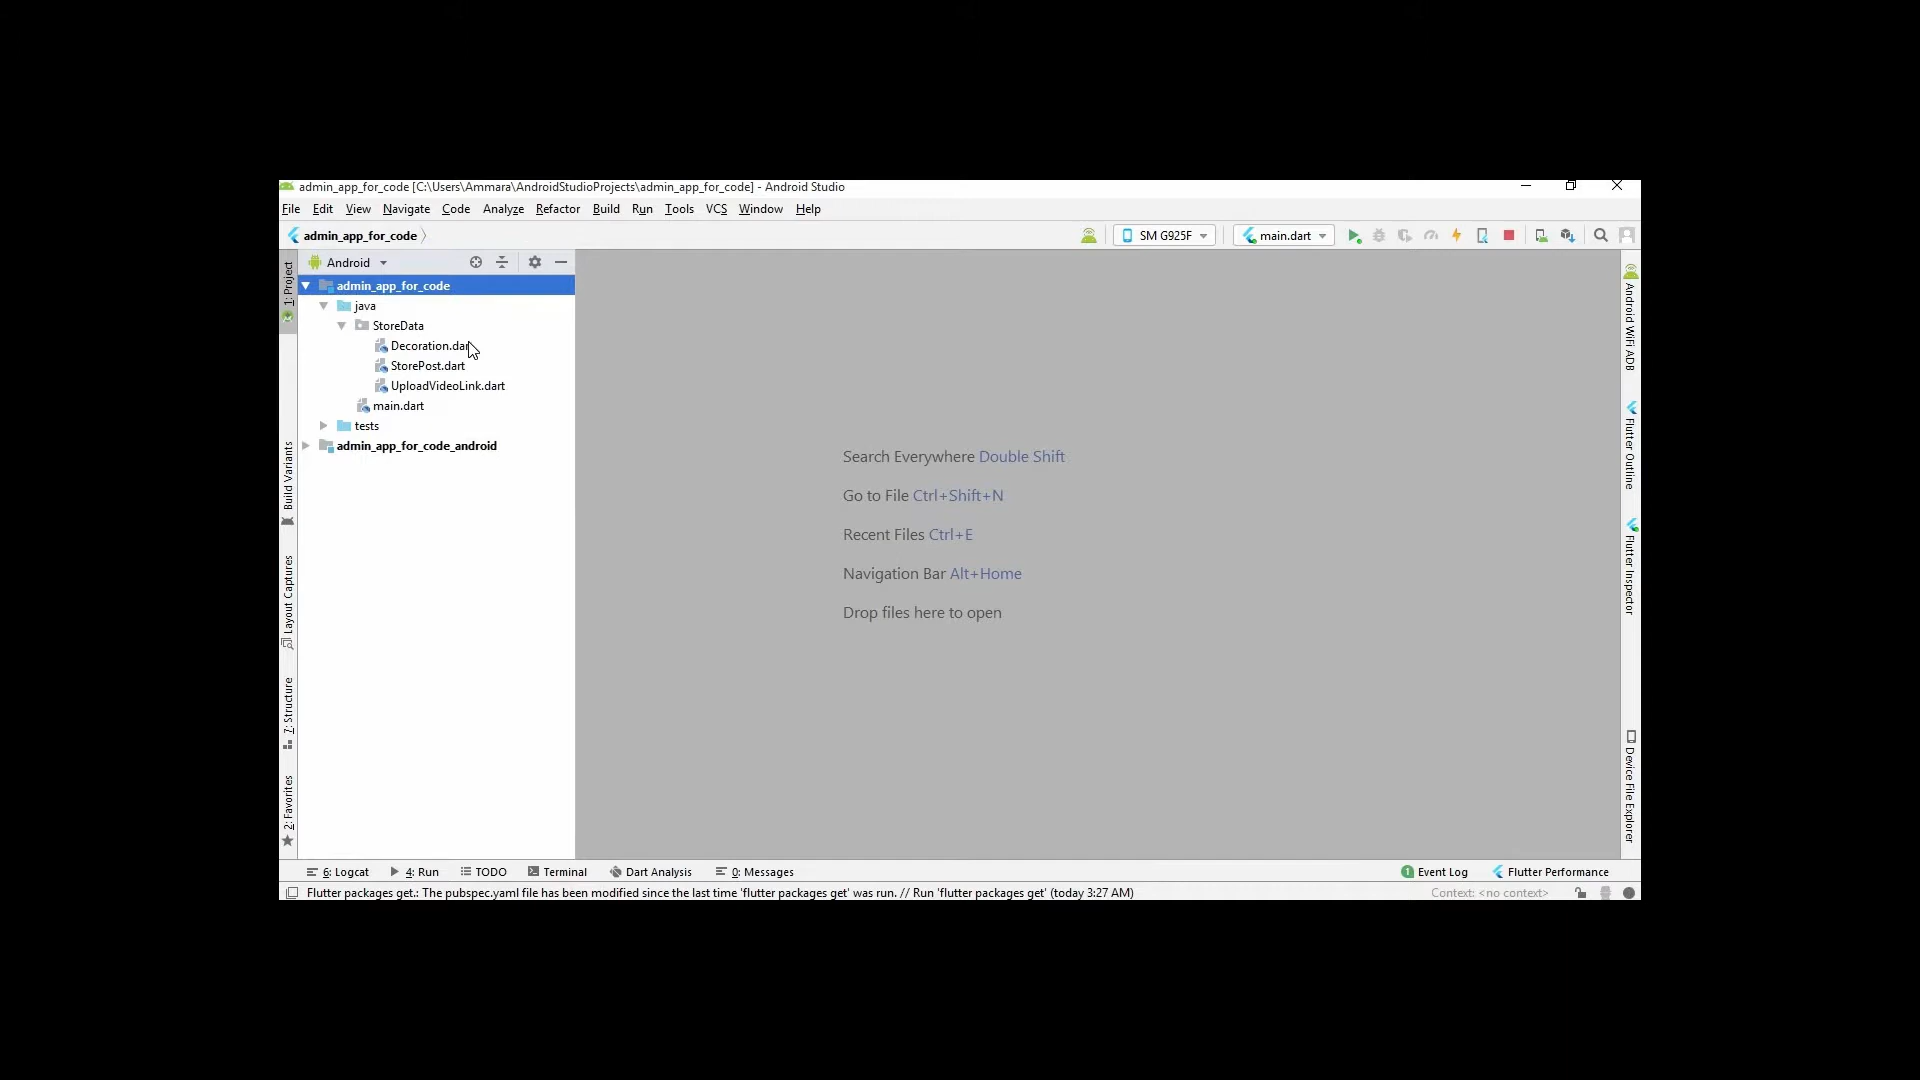 admin_app_for_code [C:\Users\Ammara\AndroidStudioProjects\admin_app_for_code] - Android Studio
File Edit View Navigate Code Analyze Refactor Build Run Tools VCS Window Help
admin_app_for_code
SM G925F
main.dart
Android
1: Project
admin_app_for_code
java
StoreData
Decoration.dart
StorePost.dart
UploadVideoLink.dart
main.dart
tests
admin_app_for_code_android
Build Variants
Layout Captures
7: Structure
2: Favorites
Search Everywhere Double Shift
Go to File Ctrl+Shift+N
Recent Files Ctrl+E
Navigation Bar Alt+Home
Drop files here to open
Android WiFi ADB
Flutter Outline
Flutter Inspector
Device File Explorer
6: Logcat 4: Run TODO Terminal Dart Analysis 0: Messages 1 Event Log Flutter Performance
Flutter packages get.: The pubspec.yaml file has been modified since the last time 'flutter packages get' was run. // Run 'flutter packages get' (today 3:27 AM) Context: <no context>